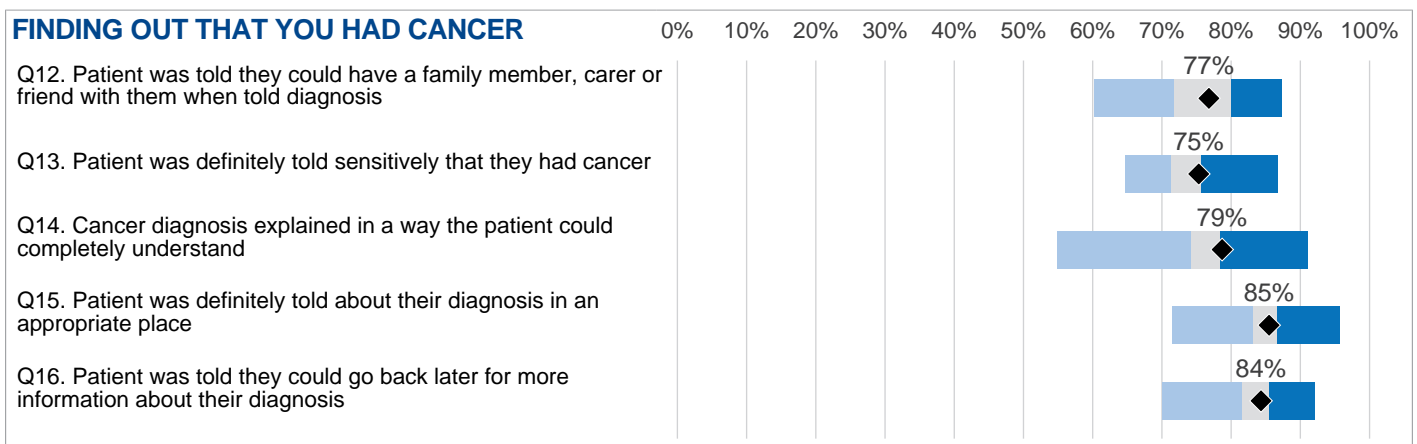 FINDING OUT THAT YOU HAD CANCER
0% 10% 20% 30% 40% 50% 60% 70% 80% 90% 100%
Q12. Patient was told they could have a family member, carer or
friend with them when told diagnosis
77%
Q13. Patient was definitely told sensitively that they had cancer
75%
Q14. Cancer diagnosis explained in a way the patient could
completely understand
79%
Q15. Patient was definitely told about their diagnosis in an
appropriate place
85%
Q16. Patient was told they could go back later for more
information about their diagnosis
84%